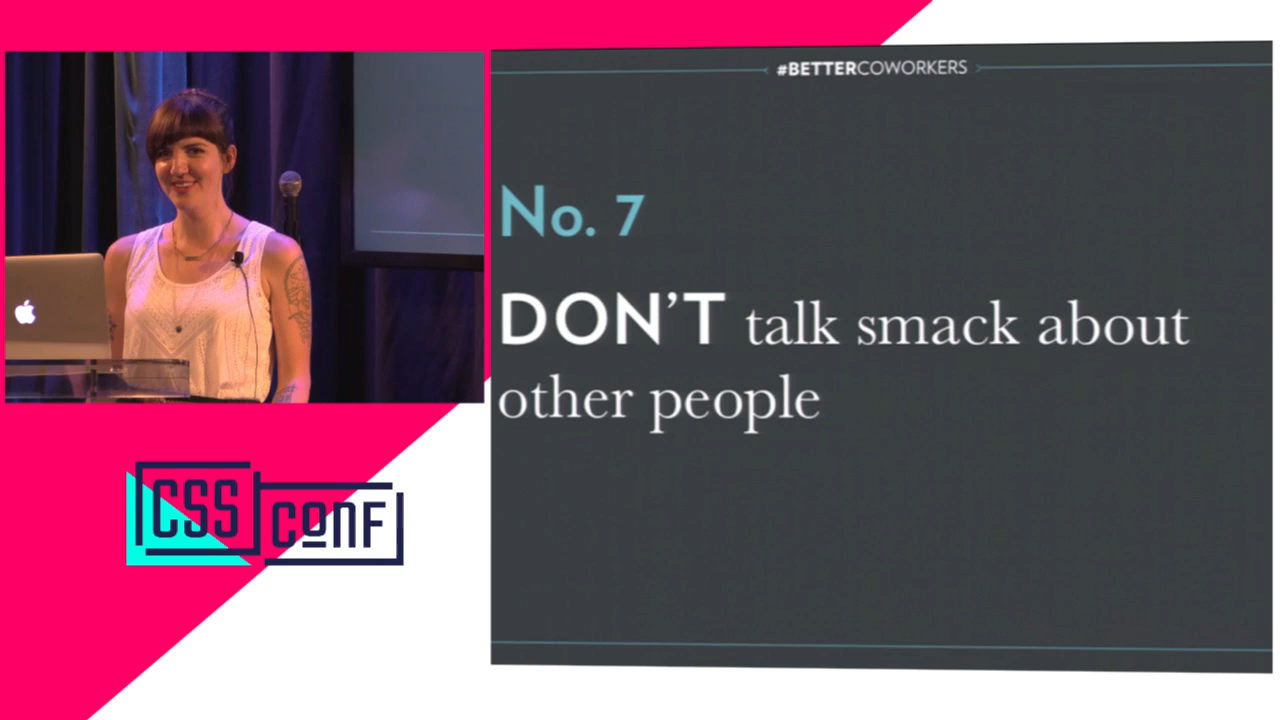 #BETTERCOWORKERS
No. 7
DON'T talk smack about
other people
CSS
CONF